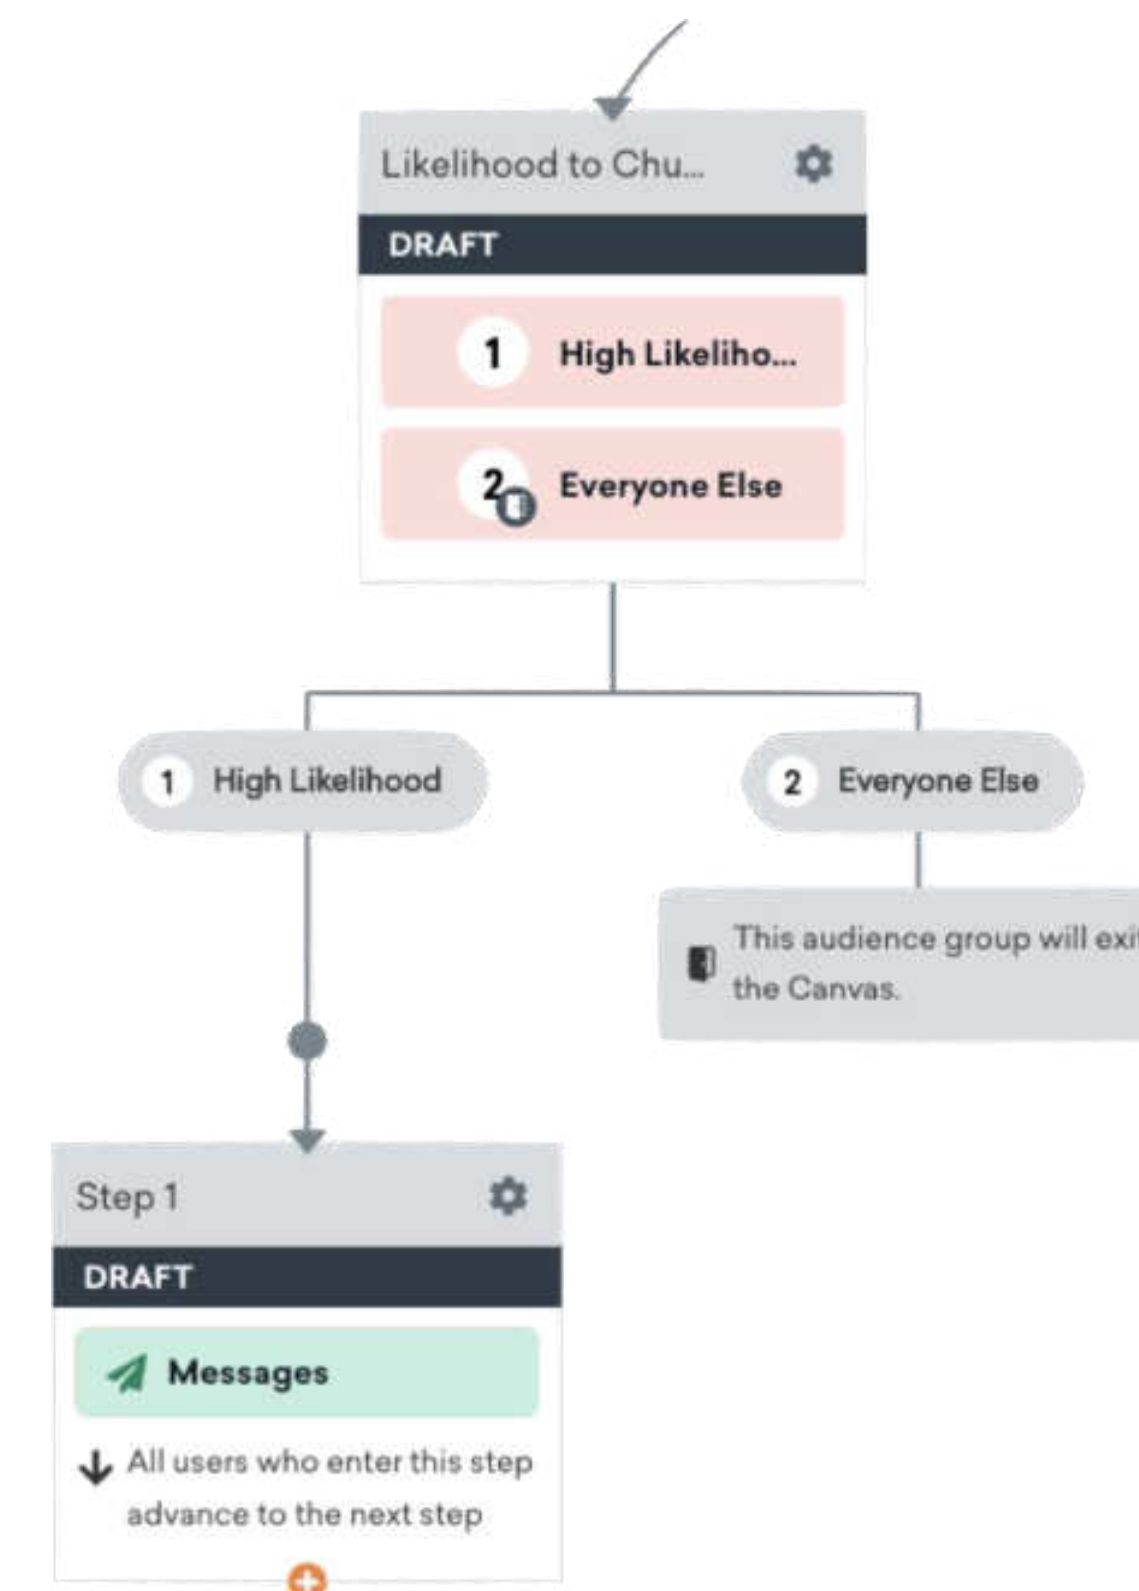 Likelihood to Chu...
DRAFT
1 High Likeliho...
2 Everyone Else
1 High Likelihood
2 Everyone Else
This audience group will exit
the Canvas.
Step 1
DRAFT
Messages
All users who enter this step
advance to the next step